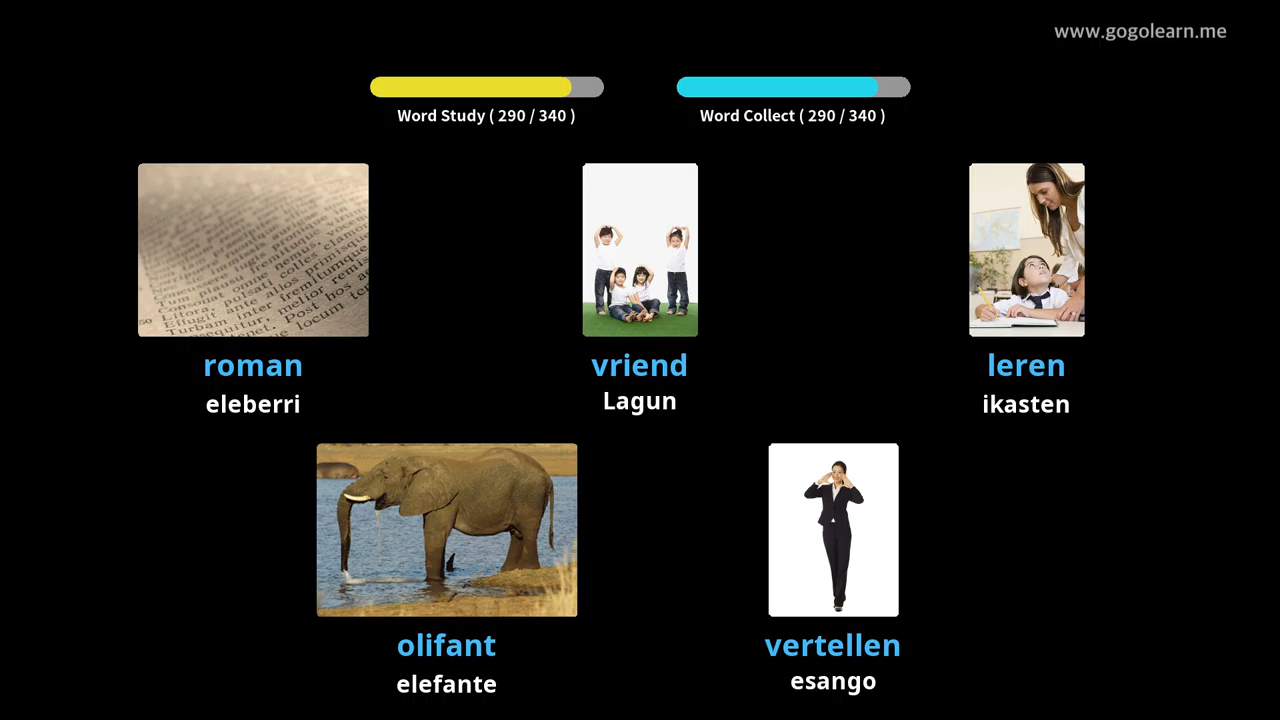 www.gogolearn.me
Word Study ( 290 / 340 )
Word Collect ( 290 / 340 )
roman
eleberri
vriend
Lagun
leren
ikasten
olifant
elefante
vertellen
esango